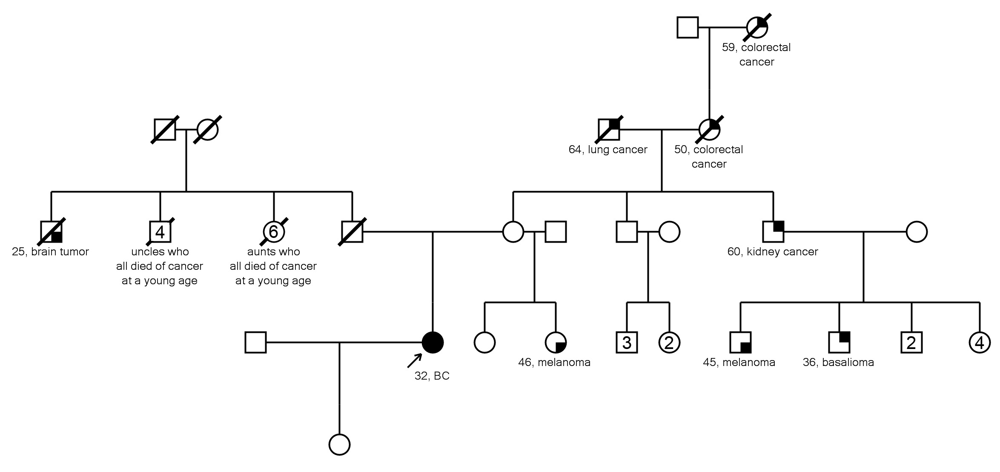 59, colorectal
cancer
64, lung cancer
50, colorectal
cancer
4
6
25, brain tumor
uncles who
all died of cancer
at a young age
aunts who
all died of cancer
at a young age
60, kidney cancer
3
2
2
4
32, BC
46, melanoma
45, melanoma
36, basalioma